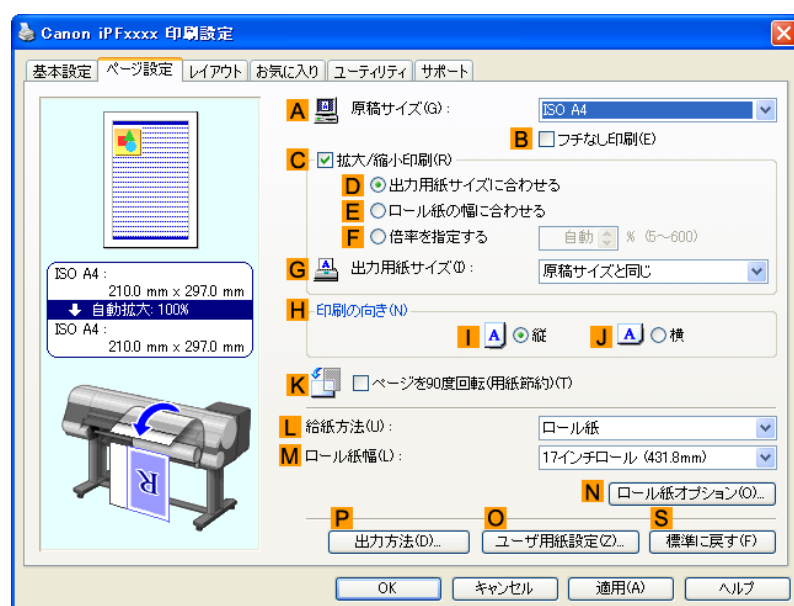 Canon iPFxxxx 印刷設定
基本設定 ページ設定 レイアウト お気に入り ユーティリティ サポート
A 原稿サイズ(G) : ISO A4
B フチなし印刷(E)
C 拡大/縮小印刷(R)
D 出力用紙サイズに合わせる
E ロール紙の幅に合わせる
F 倍率を指定する 自動 % (5～600)
G 出力用紙サイズ(I) : 原稿サイズと同じ
ISO A4 :
210.0 mm × 297.0 mm
自動拡大: 100%
ISO A4 :
210.0 mm × 297.0 mm
H 印刷の向き(N)
I A 縦 J A 横
K ページを90度回転(用紙節約)(T)
L 給紙方法(U) : ロール紙
M ロール紙幅(L) : 17インチロール (431.8mm)
R
N ロール紙オプション(O)...
P O S
出力方法(D)... ユーザ用紙設定(Z)... 標準に戻す(F)
OK キャンセル 適用(A) ヘルプ